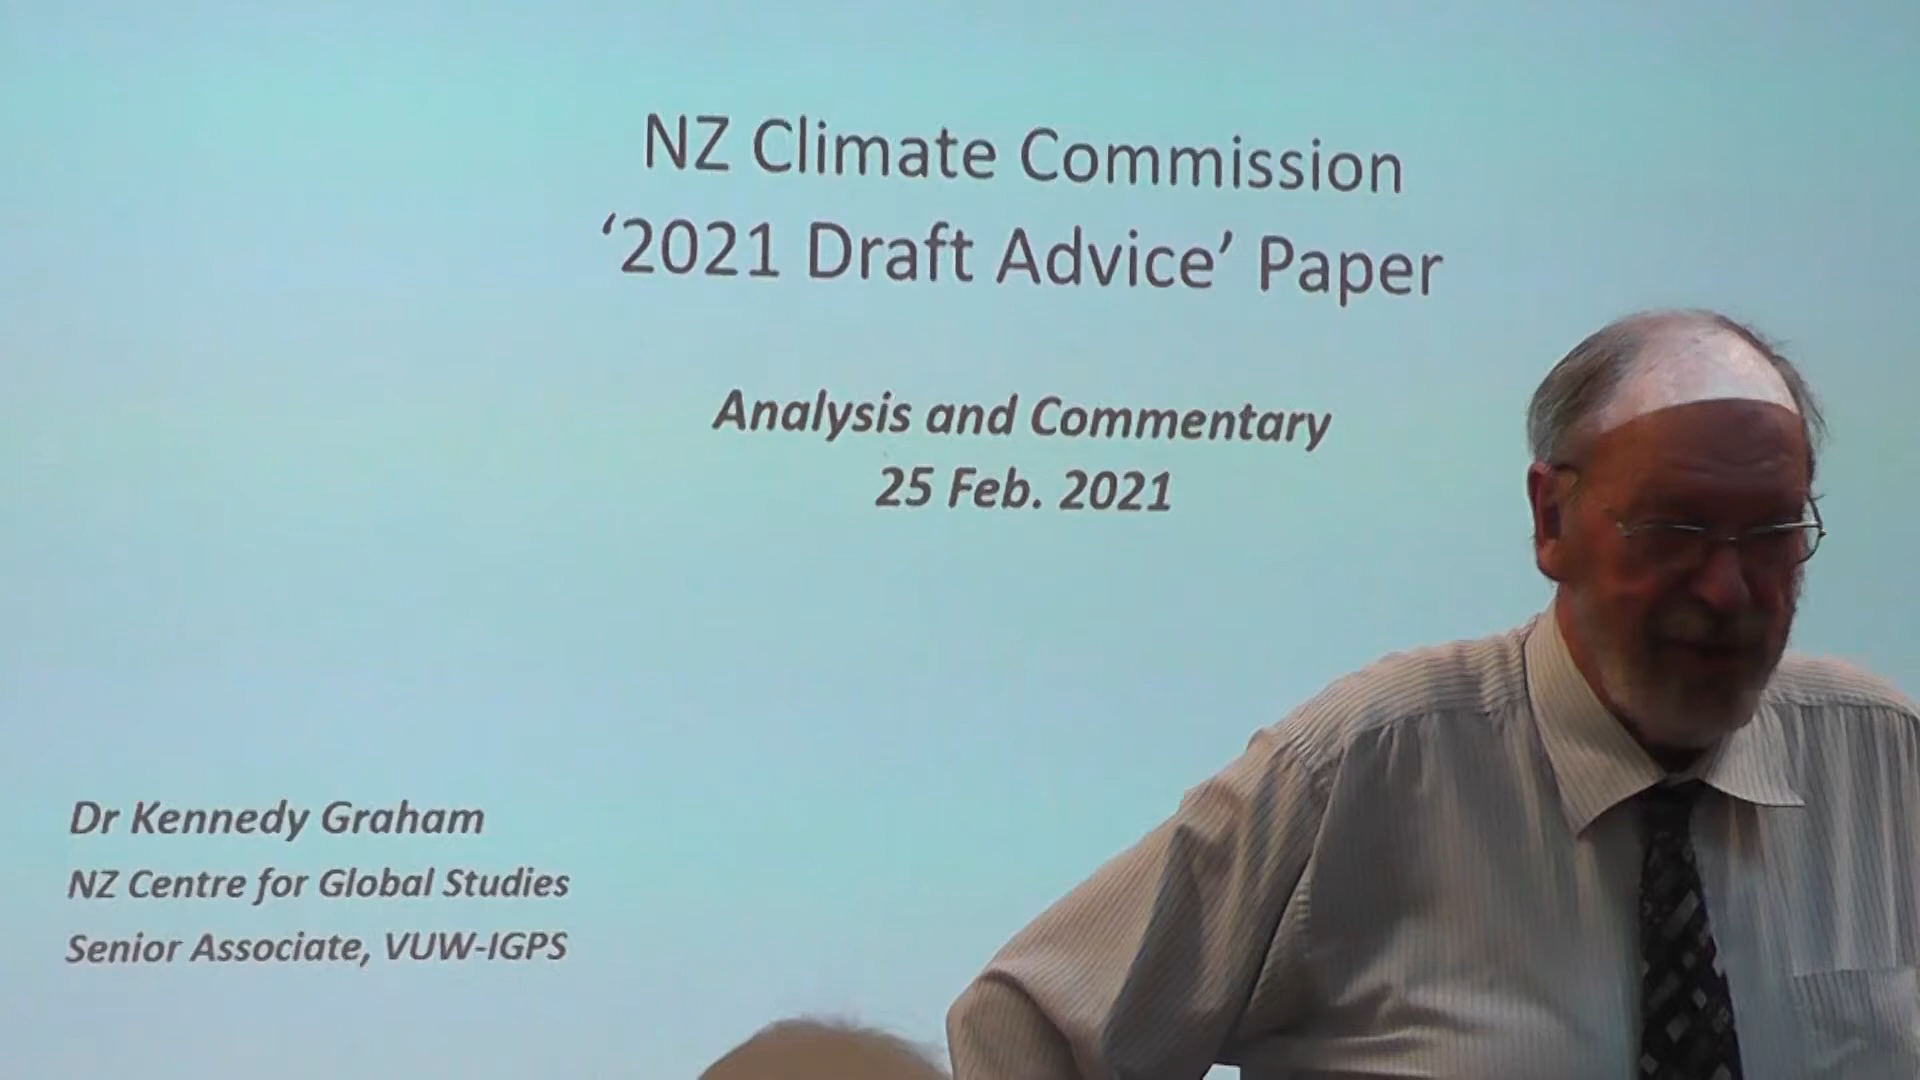 NZ Climate Commission
‘2021 Draft Advice’ Paper
Analysis and Commentary
25 Feb. 2021
Dr Kennedy Graham
NZ Centre for Global Studies
Senior Associate, VUW-IGPS